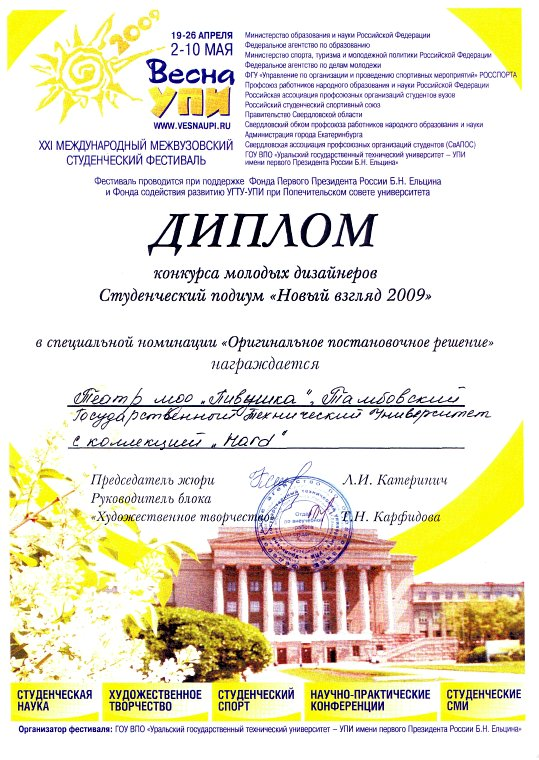 2009
19-26 АПРЕЛЯ
2-10 МАЯ
Весна
УПИ
WWW.VESNAUPI.RU
XXI МЕЖДУНАРОДНЫЙ МЕЖВУЗОВСКИЙ
СТУДЕНЧЕСКИЙ ФЕСТИВАЛЬ
Министерство образования и науки Российской Федерации
Федеральное агентство по образованию
Министерство спорта, туризма и молодежной политики Российской Федерации
Федеральное агентство по делам молодежи
ФГУ «Управление по организации и проведению спортивных мероприятий» РОССПОРТА
Профсоюз работников народного образования и науки Российской Федерации
Российская ассоциация профсоюзных организаций студентов вузов
Российский студенческий спортивный союз
Правительство Свердловской области
Свердловский обком профсоюза работников народного образования и науки
Администрация города Екатеринбурга
Свердловская ассоциация профсоюзных организаций студентов (СвАПОС)
ГОУ ВПО «Уральский государственный технический университет – УПИ
имени первого Президента России Б.Н. Ельцина»
Фестиваль проводится при поддержке Фонда Первого Президента России Б.Н. Ельцина
и Фонда содействия развитию УГТУ-УПИ при Попечительском совете университета
ДИПЛОМ
конкурса молодых дизайнеров
Студенческий подиум «Новый взгляд 2009»
в специальной номинации «Оригинальное постановочное решение»
награждается
Театр моды „Пивушка", Тамбовский
Государственный Технический Университет
с коллекцией „Hard"
Председатель жюри Л.И. Катеринич
Руководитель блока
«Художественное творчество» Т.Н. Карфидова
СТУДЕНЧЕСКАЯ НАУКА
ХУДОЖЕСТВЕННОЕ ТВОРЧЕСТВО
СТУДЕНЧЕСКИЙ СПОРТ
НАУЧНО-ПРАКТИЧЕСКИЕ КОНФЕРЕНЦИИ
СТУДЕНЧЕСКИЕ СМИ
Организатор фестиваля: ГОУ ВПО «Уральский государственный технический университет – УПИ имени первого Президента России Б.Н. Ельцина»